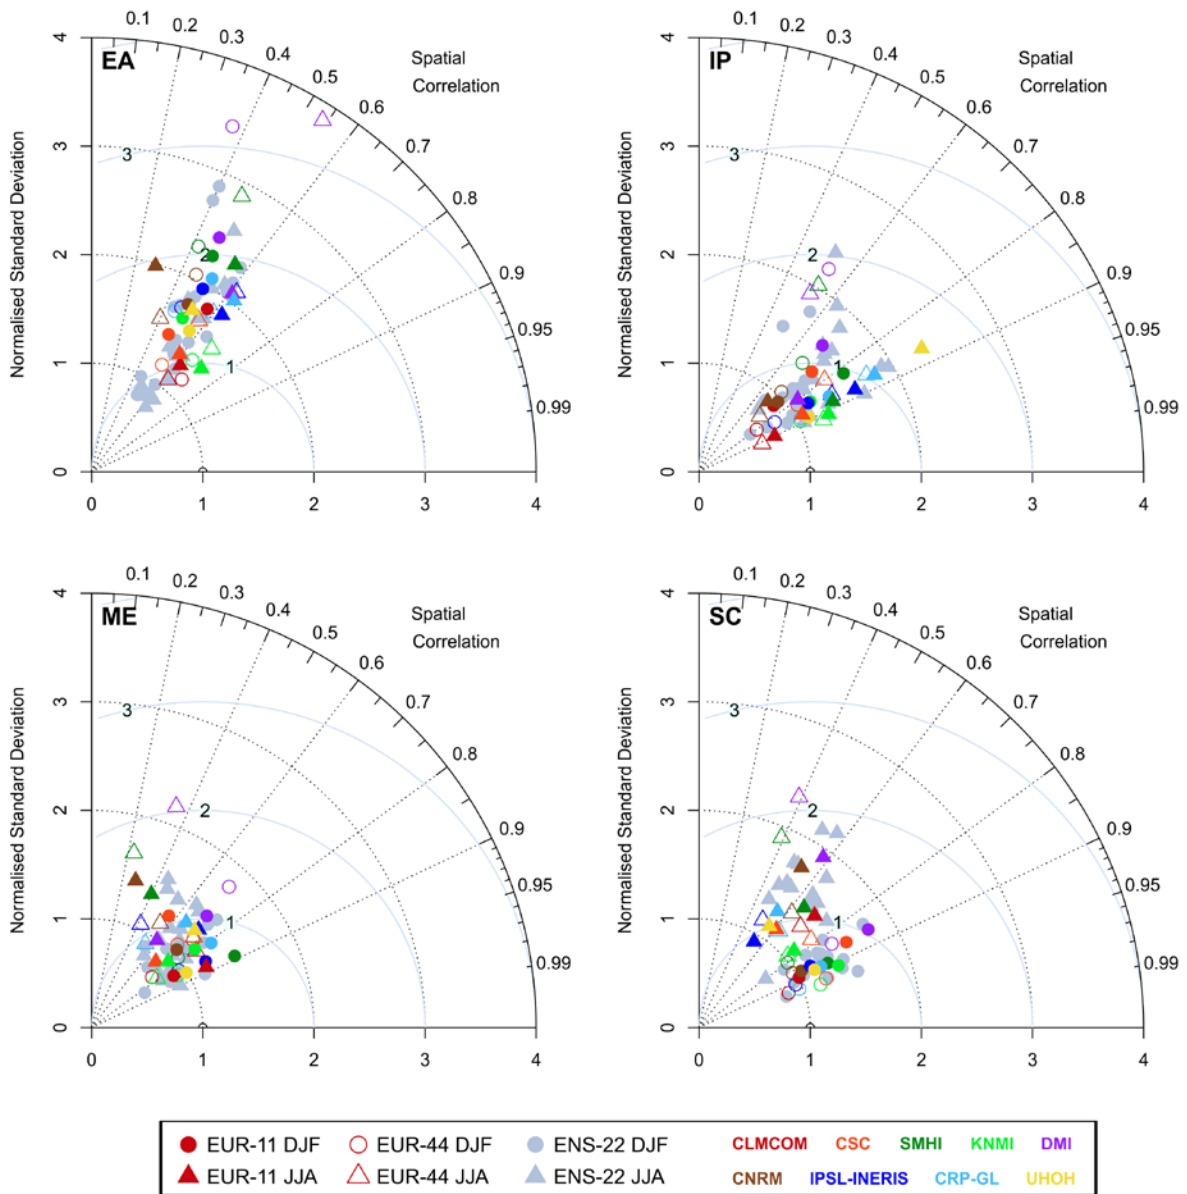 EA
Spatial
Correlation
0.1 0.2 0.3 0.4 0.5 0.6 0.7 0.8 0.9 0.95 0.99
Normalised Standard Deviation
4
3
2
1
0
3
2
1
0 1 2 3 4
IP
Spatial
Correlation
0.1 0.2 0.3 0.4 0.5 0.6 0.7 0.8 0.9 0.95 0.99
Normalised Standard Deviation
4
3
2
1
0
3
2
1
0 1 2 3 4
ME
Spatial
Correlation
0.1 0.2 0.3 0.4 0.5 0.6 0.7 0.8 0.9 0.95 0.99
Normalised Standard Deviation
4
3
2
1
0
3
2
1
0 1 2 3 4
SC
Spatial
Correlation
0.1 0.2 0.3 0.4 0.5 0.6 0.7 0.8 0.9 0.95 0.99
Normalised Standard Deviation
4
3
2
1
0
3
2
1
0 1 2 3 4
EUR-11 DJF EUR-44 DJF ENS-22 DJF CLMCOM CSC SMHI KNMI DMI
EUR-11 JJA EUR-44 JJA ENS-22 JJA CNRM IPSL-INERIS CRP-GL UHOH